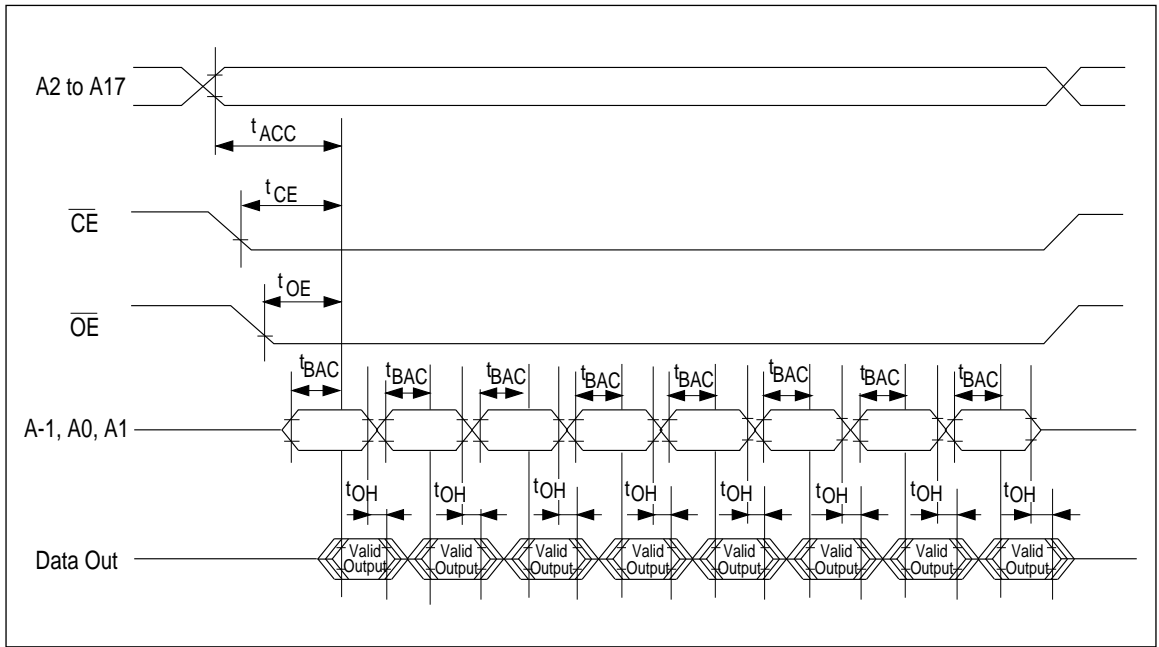 A2 to A17
tACC
tCE
CE
tOE
OE
tBAC tBAC tBAC tBAC tBAC tBAC tBAC tBAC
A-1, A0, A1
tOH tOH tOH tOH tOH tOH tOH tOH
Data Out
Valid Output Valid Output Valid Output Valid Output Valid Output Valid Output Valid Output Valid Output